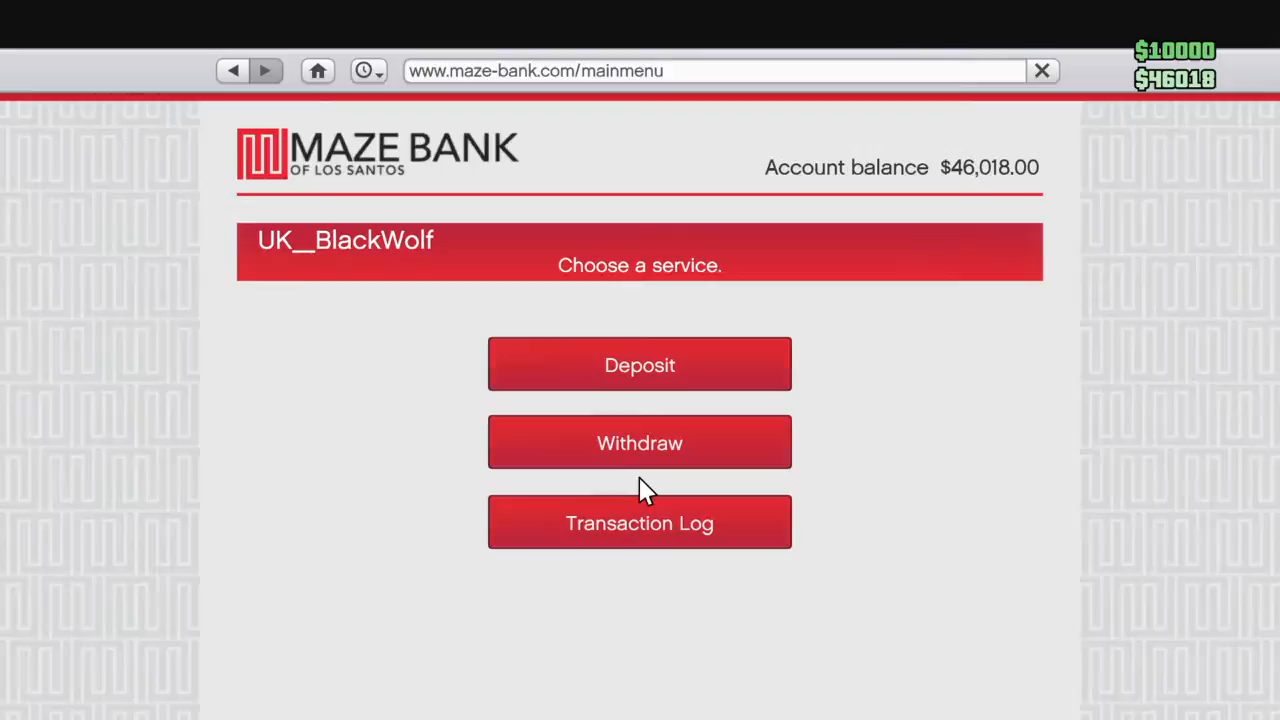 $10000
www.maze-bank.com/mainmenu
$46018
MAZE BANK
OF LOS SANTOS
Account balance $46,018.00
UK__BlackWolf
Choose a service.
Deposit
Withdraw
Transaction Log